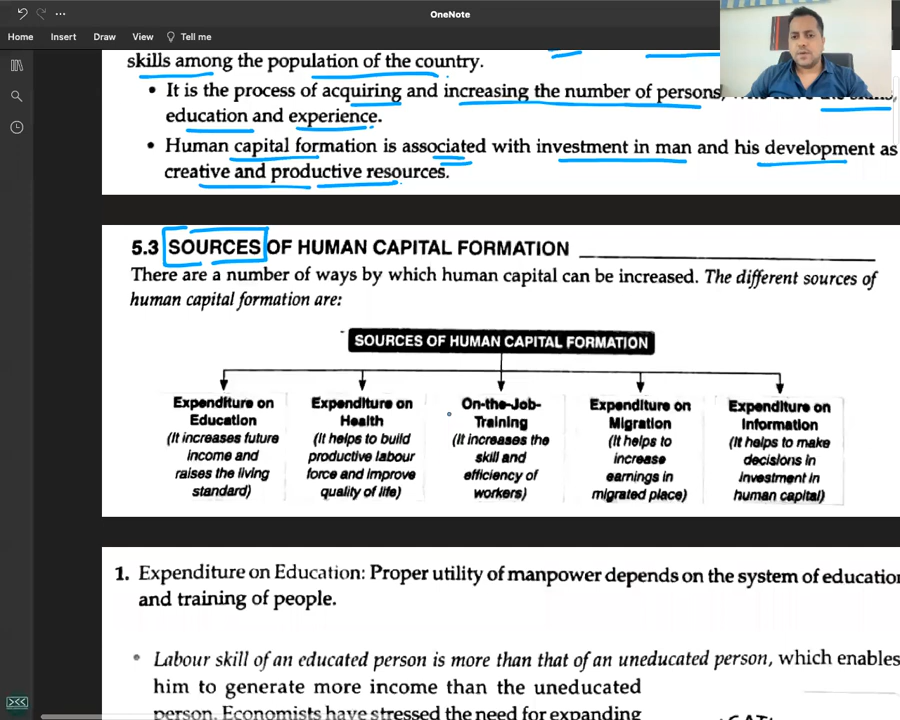 OneNote
Home Insert Draw View Tell me
skills among the population of the country.
• It is the process of acquiring and increasing the number of persons,
education and experience.
• Human capital formation is associated with investment in man and his development as
creative and productive resources.
5.3 SOURCES OF HUMAN CAPITAL FORMATION
There are a number of ways by which human capital can be increased. The different sources of
human capital formation are:
SOURCES OF HUMAN CAPITAL FORMATION
Expenditure on
Education
(It increases future
income and
raises the living
standard)
Expenditure on
Health
(It helps to build
productive labour
force and improve
quality of life)
On-the-Job-
Training
(It increases the
skill and
efficiency of
workers)
Expenditure on
Migration
(It helps to
increase
earnings in
migrated place)
Expenditure on
Information
(It helps to make
decisions in
investment in
human capital)
1. Expenditure on Education: Proper utility of manpower depends on the system of education
and training of people.
• Labour skill of an educated person is more than that of an uneducated person, which enables
him to generate more income than the uneducated
person. Economists have stressed the need for expanding